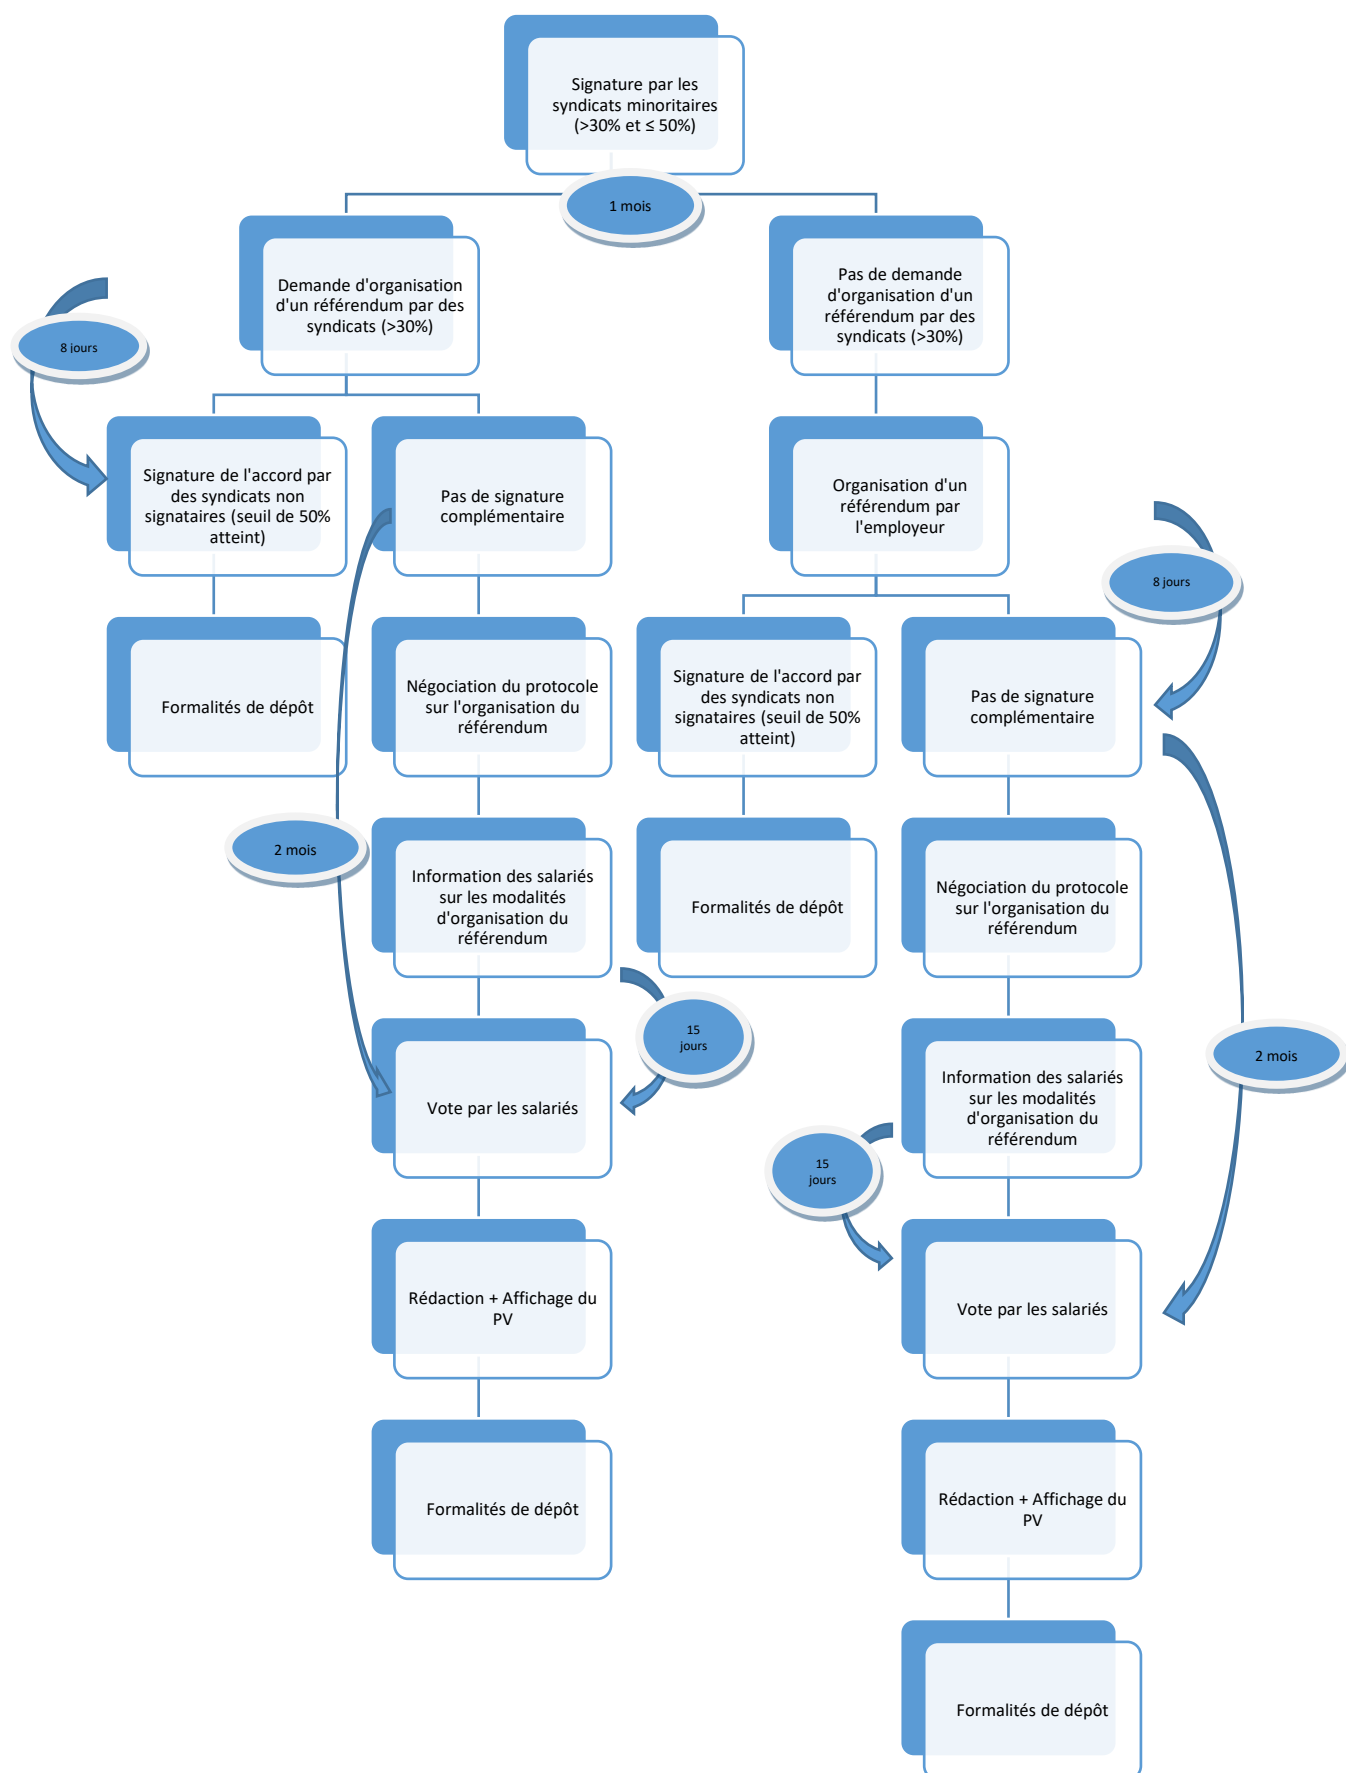 Signature par les
syndicats minoritaires
(>30% et ≤ 50%)
1 mois
Demande d'organisation
d'un référendum par des
syndicats (>30%)
Pas de demande
d'organisation d'un
référendum par des
syndicats (>30%)
8 jours
Signature de l'accord par
des syndicats non
signataires (seuil de 50%
atteint)
Pas de signature
complémentaire
Organisation d'un
référendum par
l'employeur
8 jours
Formalités de dépôt
Négociation du protocole
sur l'organisation du
référendum
Signature de l'accord par
des syndicats non
signataires (seuil de 50%
atteint)
Pas de signature
complémentaire
2 mois
Information des salariés
sur les modalités
d'organisation du
référendum
Formalités de dépôt
Négociation du protocole
sur l'organisation du
référendum
15
jours
2 mois
Vote par les salariés
Information des salariés
sur les modalités
d'organisation du
référendum
15
jours
Rédaction + Affichage du
PV
Vote par les salariés
Formalités de dépôt
Rédaction + Affichage du
PV
Formalités de dépôt